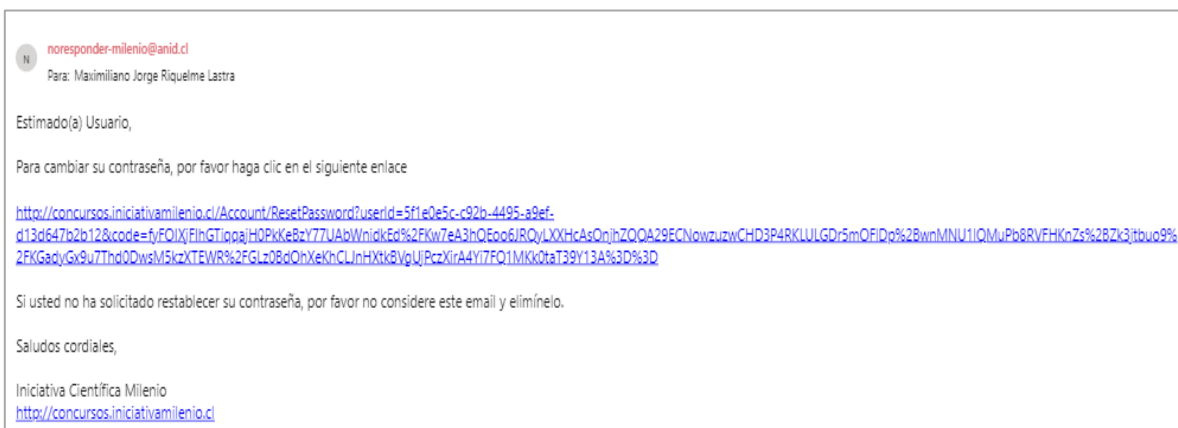 N
noresponder-milenio@anid.cl
Para: Maximiliano Jorge Riquelme Lastra
Estimado(a) Usuario,
Para cambiar su contraseña, por favor haga clic en el siguiente enlace
http://concursos.iniciativamilenio.cl/Account/ResetPassword?userId=5f1e0e5c-c92b-4495-a9ef-
Si usted no ha solicitado restablecer su contraseña, por favor no considere este email y elimínelo.
Saludos cordiales,
Iniciativa Científica Milenio
http://concursos.iniciativamilenio.cl